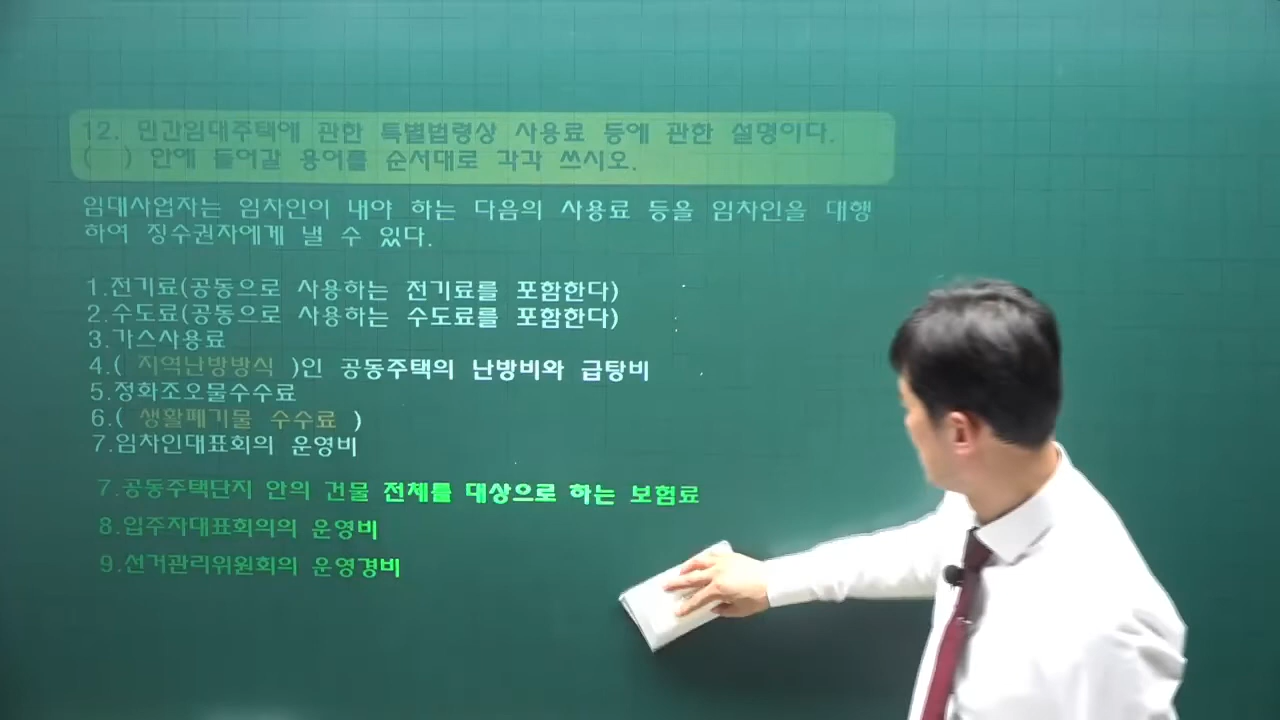 12. 민간임대주택에 관한 특별법령상 사용료 등에 관한 설명이다.
(  ) 안에 들어갈 용어를 순서대로 각각 쓰시오.
임대사업자는 임차인이 내야 하는 다음의 사용료 등을 임차인을 대행
하여 징수권자에게 낼 수 있다.
1.전기료(공동으로 사용하는 전기료를 포함한다)
2.수도료(공동으로 사용하는 수도료를 포함한다)
3.가스사용료
4.( 지역난방방식 )인 공동주택의 난방비와 급탕비
5.정화조오물수수료
6.( 생활폐기물 수수료 )
7.임차인대표회의 운영비
7.공동주택단지 안의 건물 전체를 대상으로 하는 보험료
8.입주자대표회의의 운영비
9.선거관리위원회의 운영경비